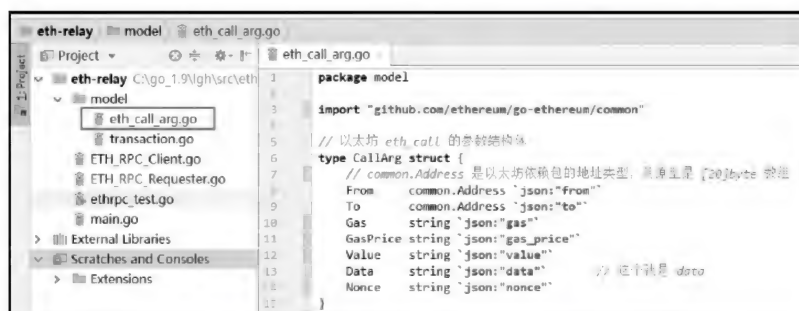 eth-relay model eth_call_arg.go
1: Project
Project
eth-relay C:\go_1.9\lgh\src\eth
model
eth_call_arg.go
transaction.go
ETH_RPC_Client.go
ETH_RPC_Requester.go
ethrpc_test.go
main.go
External Libraries
Scratches and Consoles
Extensions
eth_call_arg.go
1 package model
3 import "github.com/ethereum/go-ethereum/common"
5 // 以太坊 eth_call 的参数结构体
6 type CallArg struct {
7 // common.Address 是以太坊依赖包的地址类型,其原型是 [20]byte 数组
8 From common.Address `json:"from"`
9 To common.Address `json:"to"`
10 Gas string `json:"gas"`
11 GasPrice string `json:"gas_price"`
12 Value string `json:"value"`
13 Data string `json:"data"` // 这个就是 data
14 Nonce string `json:"nonce"`
15 }